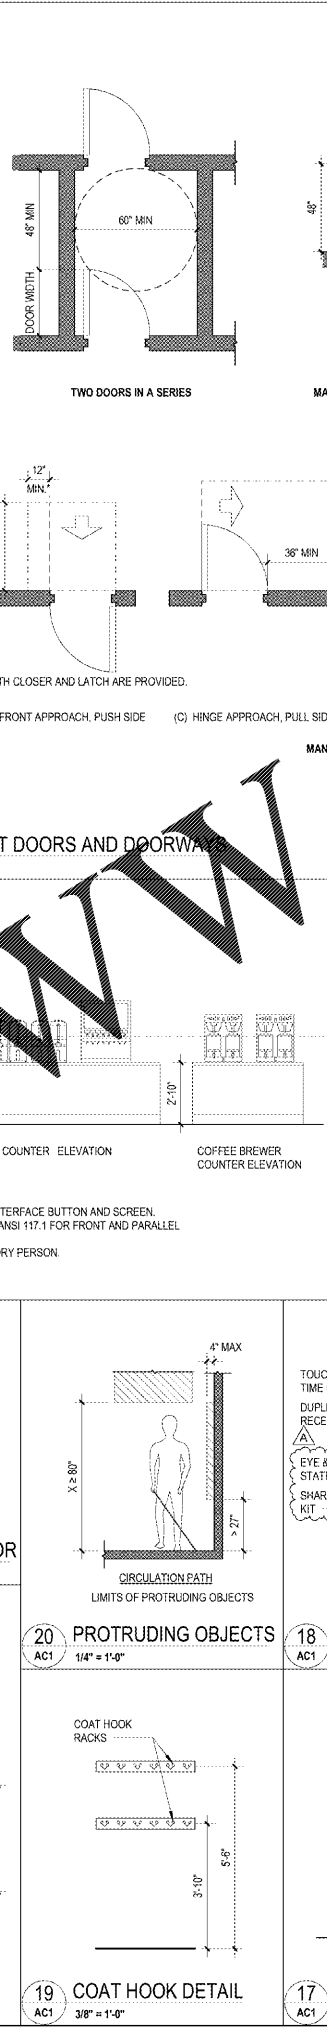 48" MIN
DOOR WIDTH
60" MIN
48"
TWO DOORS IN A SERIES
MA
12"
MIN.*
36" MIN
TH CLOSER AND LATCH ARE PROVIDED.
FRONT APPROACH, PUSH SIDE
(C) HINGE APPROACH, PULL SID
MAN
T DOORS AND DOORWAYS
WW
2'-10"
COUNTER ELEVATION
COFFEE BREWER
COUNTER ELEVATION
TERFACE BUTTON AND SCREEN.
ANSI 117.1 FOR FRONT AND PARALLEL
RY PERSON.
4" MAX
X ≥ 80"
> 27"
CIRCULATION PATH
LIMITS OF PROTRUDING OBJECTS
TOUC
TIME
DUPL
RECE
A
EYE &
STAT
SHAR
KIT
OR
20
AC1
PROTRUDING OBJECTS
1/4" = 1'-0"
18
AC1
COAT HOOK
RACKS
5'-6"
3'-10"
19
AC1
COAT HOOK DETAIL
3/8" = 1'-0"
17
AC1